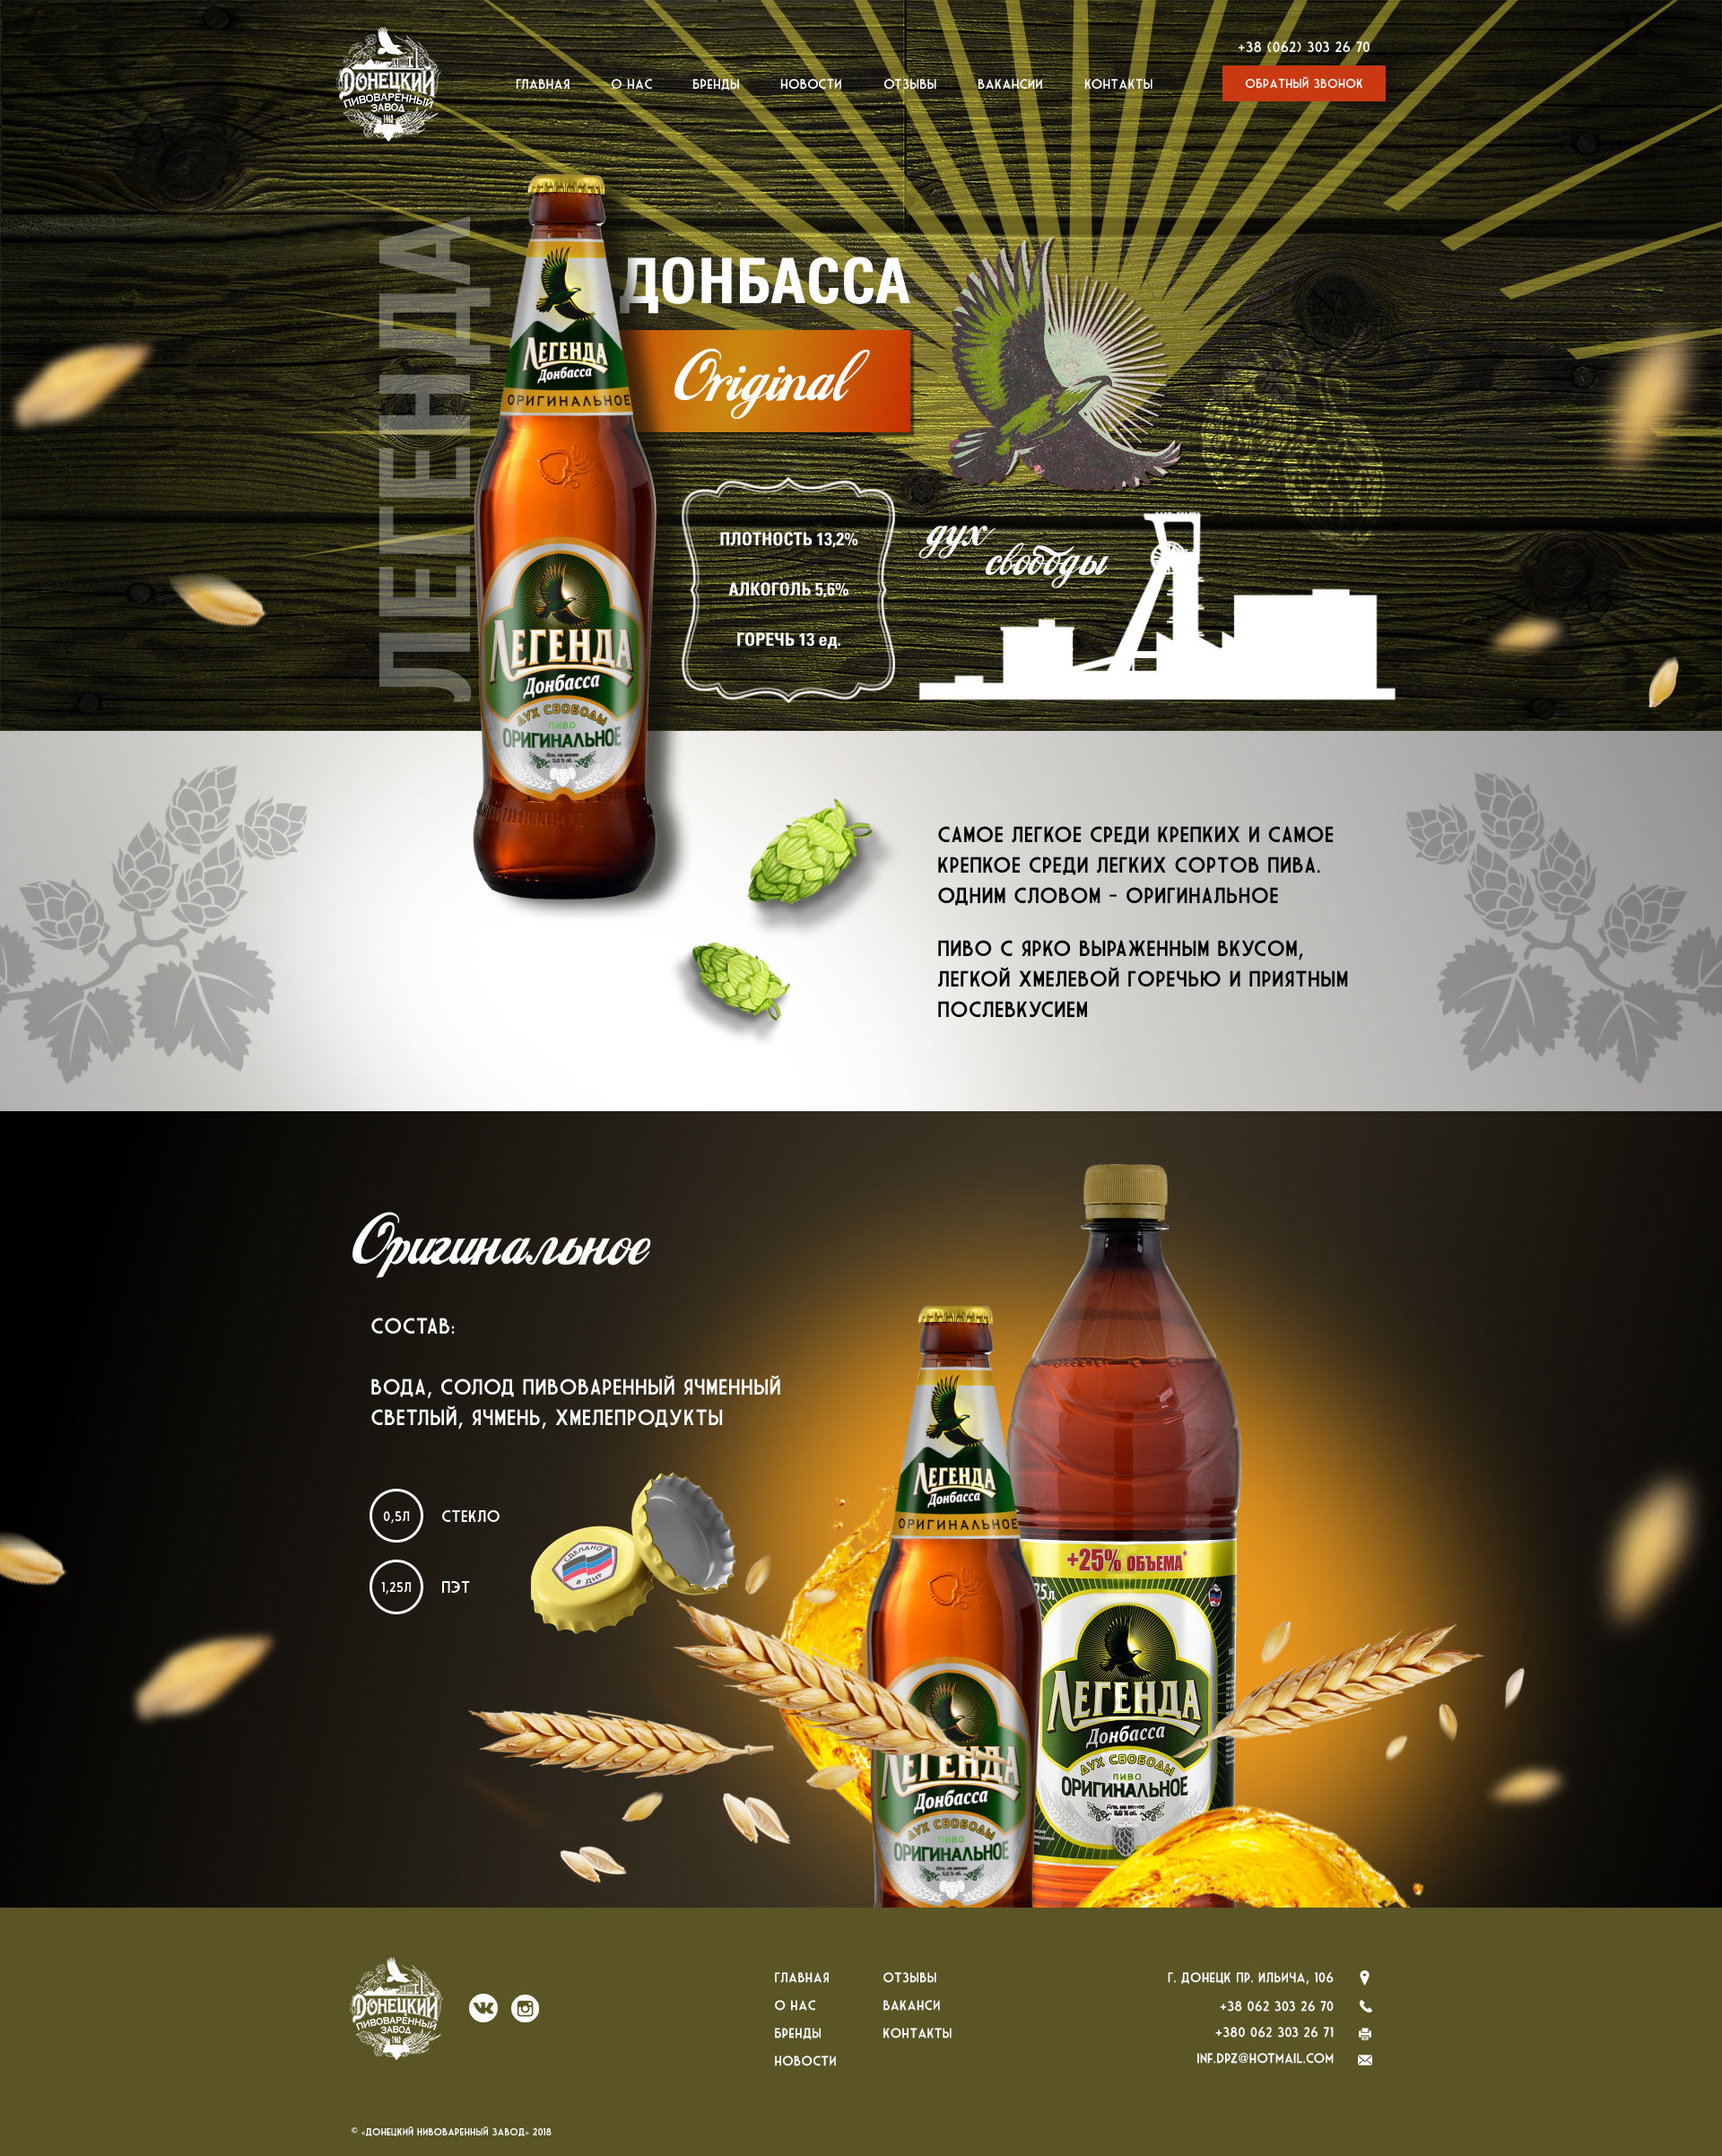 +38 (062) 303 26 70
ДОНЕЦКИЙ
ПИВОВАРЕННЫЙ
ЗАВОД
ГЛАВНАЯ О НАС БРЕНДЫ НОВОСТИ ОТЗЫВЫ ВАКАНСИИ КОНТАКТЫ
ОБРАТНЫЙ ЗВОНОК
ЛЕГЕНДА
ДОНБАССА
Original
ЛЕГЕНДА
Донбасса
ОРИГИНАЛЬНОЕ
ПЛОТНОСТЬ 13,2%
АЛКОГОЛЬ 5,6%
ГОРЕЧЬ 13 ед.
дух
свободы
ЛЕГЕНДА
Донбасса
ДУХ СВОБОДЫ
ПИВО
ОРИГИНАЛЬНОЕ
САМОЕ ЛЕГКОЕ СРЕДИ КРЕПКИХ И САМОЕ
КРЕПКОЕ СРЕДИ ЛЕГКИХ СОРТОВ ПИВА.
ОДНИМ СЛОВОМ - ОРИГИНАЛЬНОЕ
ПИВО С ЯРКО ВЫРАЖЕННЫМ ВКУСОМ,
ЛЕГКОЙ ХМЕЛЕВОЙ ГОРЕЧЬЮ И ПРИЯТНЫМ
ПОСЛЕВКУСИЕМ
Оригинальное
СОСТАВ:
ВОДА, СОЛОД ПИВОВАРЕННЫЙ ЯЧМЕННЫЙ
СВЕТЛЫЙ, ЯЧМЕНЬ, ХМЕЛЕПРОДУКТЫ
0,5Л СТЕКЛО
1,25Л ПЭТ
СДЕЛАНО
В ДНР
ЛЕГЕНДА
Донбасса
ОРИГИНАЛЬНОЕ
+25% ОБЪЕМА*
ЛЕГЕНДА
Донбасса
ДУХ СВОБОДЫ
ПИВО
ОРИГИНАЛЬНОЕ
ЛЕГЕНДА
Донбасса
ДУХ СВОБОДЫ
ПИВО
ОРИГИНАЛЬНОЕ
ДОНЕЦКИЙ
ПИВОВАРЕННЫЙ
ЗАВОД
ГЛАВНАЯ
О НАС
БРЕНДЫ
НОВОСТИ
ОТЗЫВЫ
ВАКАНСИ
КОНТАКТЫ
Г. ДОНЕЦК ПР. ИЛЬИЧА, 106
+38 062 303 26 70
+380 062 303 26 71
INF.DPZ@HOTMAIL.COM
© «ДОНЕЦКИЙ НИВОВАРЕННЫЙ ЗАВОД» 2018